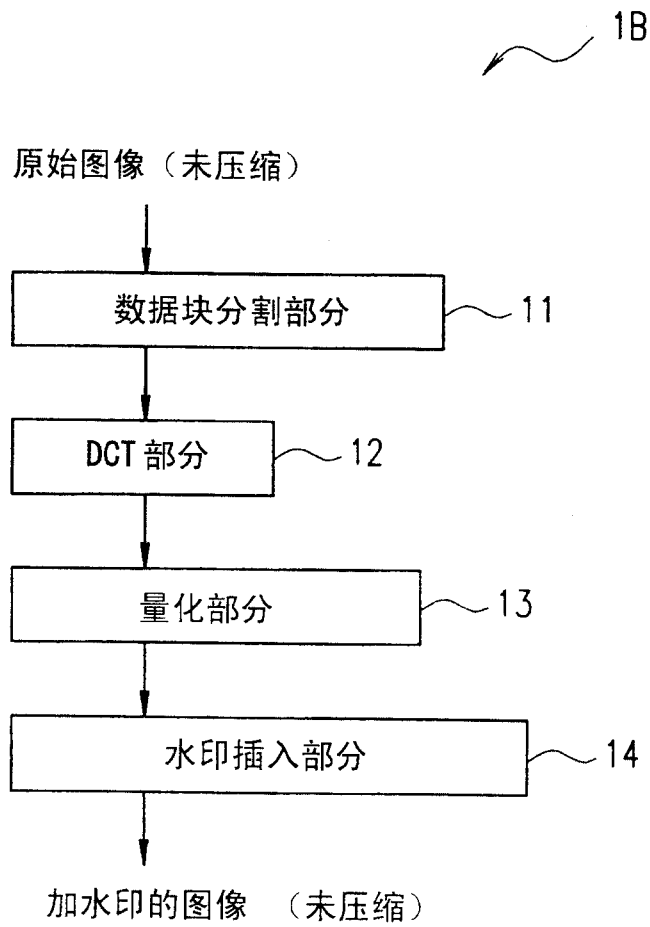 1B
原始图像（未压缩）
数据块分割部分
11
DCT 部分
12
量化部分
13
水印插入部分
14
加水印的图像 （未压缩）